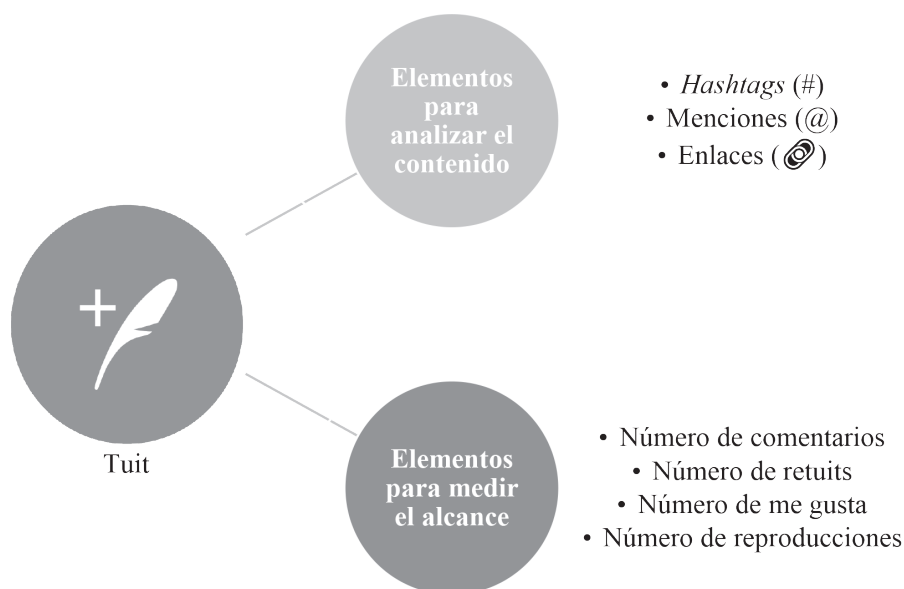 Elementos
para
analizar el
contenido
• Hashtags (#)
• Menciones (@)
• Enlaces ( )
Tuit
Elementos
para medir
el alcance
• Número de comentarios
• Número de retuits
• Número de me gusta
• Número de reproducciones